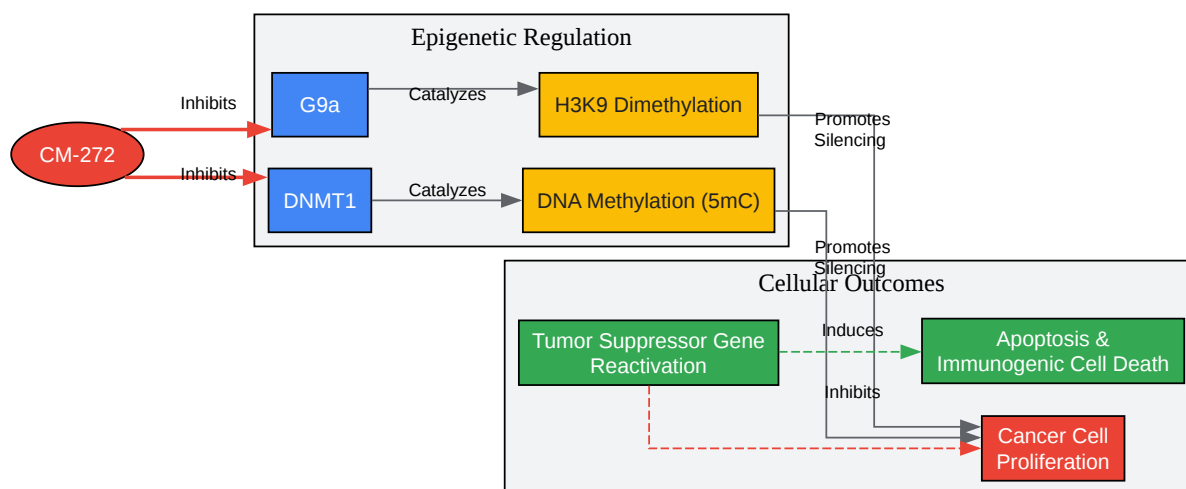 Epigenetic Regulation
Inhibits
G9a
Catalyzes
H3K9 Dimethylation
CM-272
Inhibits
DNMT1
Catalyzes
DNA Methylation (5mC)
Promotes
Silencing
Promotes
Silencing
Cellular Outcomes
Tumor Suppressor Gene
Reactivation
Induces
Apoptosis &
Immunogenic Cell Death
Inhibits
Cancer Cell
Proliferation